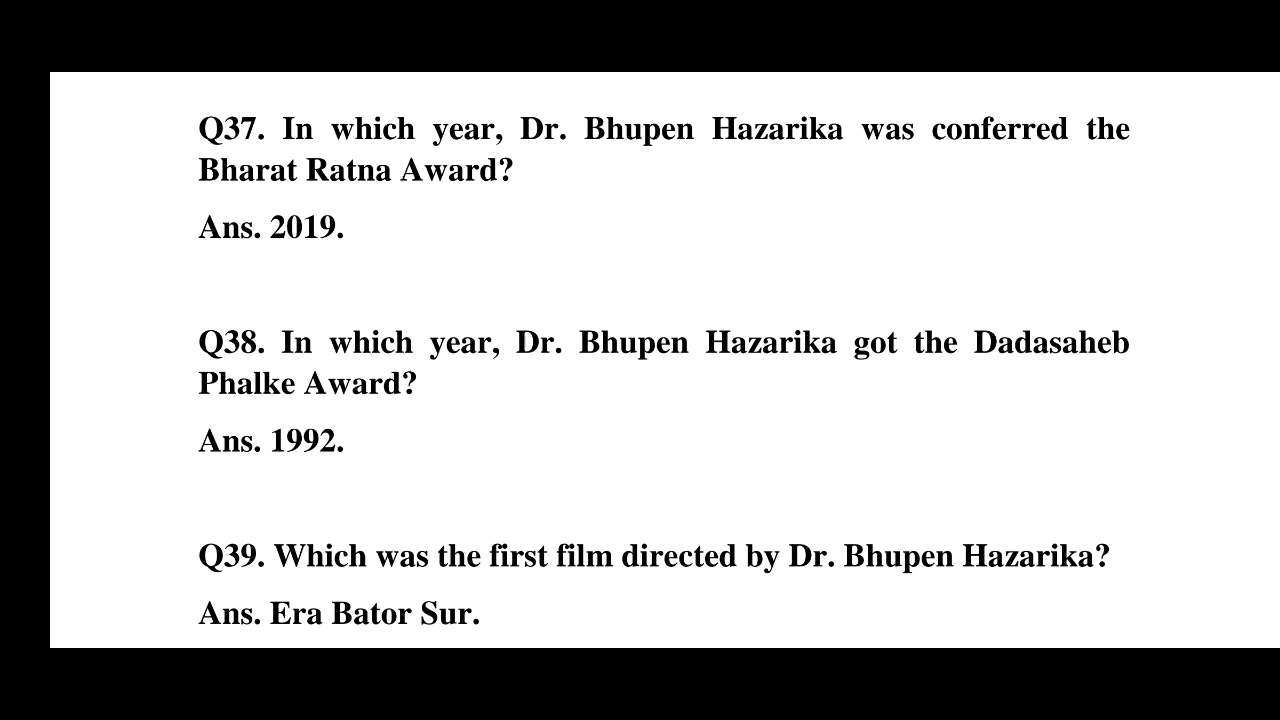 Q37. In which year, Dr. Bhupen Hazarika was conferred the
Bharat Ratna Award?
Ans. 2019.
Q38. In which year, Dr. Bhupen Hazarika got the Dadasaheb
Phalke Award?
Ans. 1992.
Q39. Which was the first film directed by Dr. Bhupen Hazarika?
Ans. Era Bator Sur.